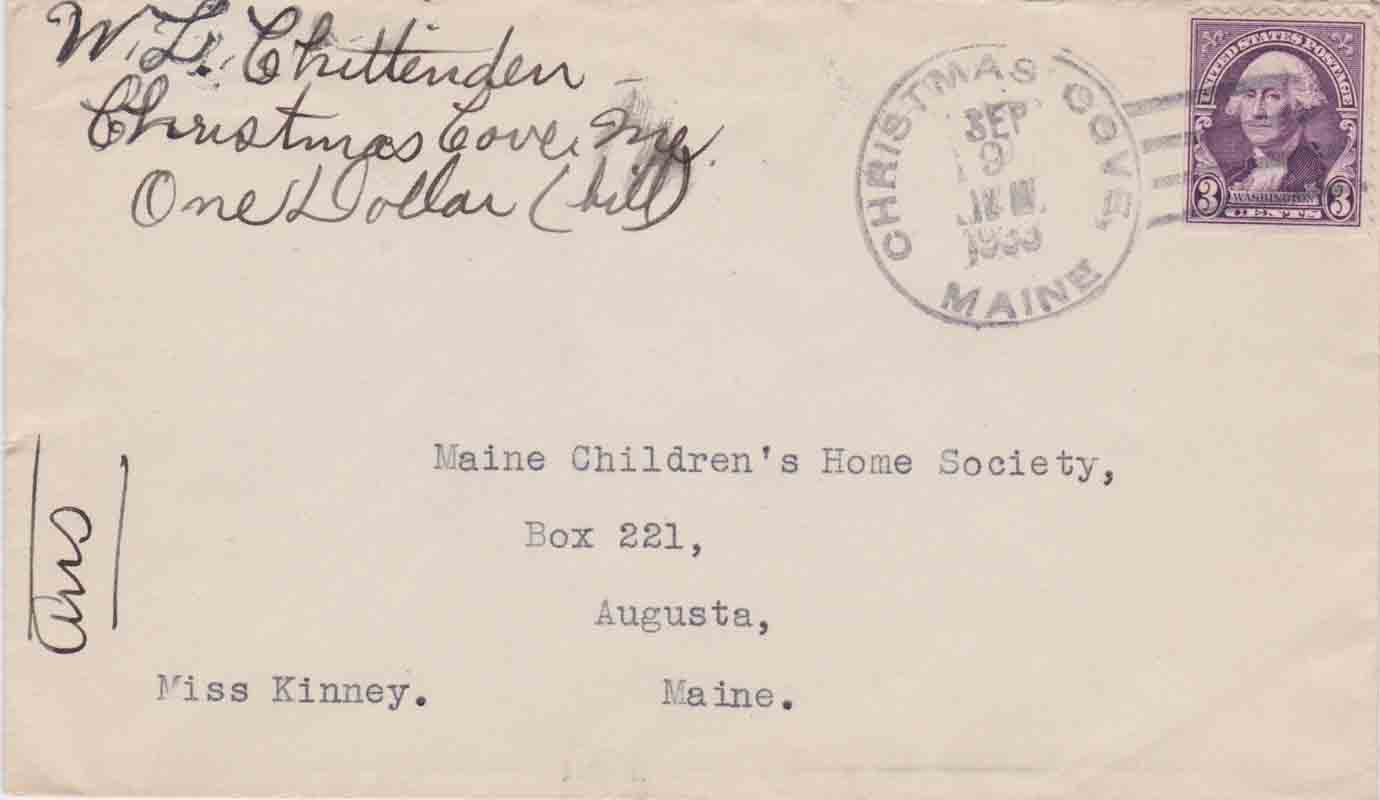 W. L. Chittenden
Christmas Cove, Me.
One Dollar (bill)
CHRISTMAS COVE,
SEP
9
1933
MAINE
UNITED STATES POSTAGE
3 WASHINGTON 3
CENTS
Maine Children's Home Society,
Box 221,
Augusta,
Miss Kinney. Maine.
Ans